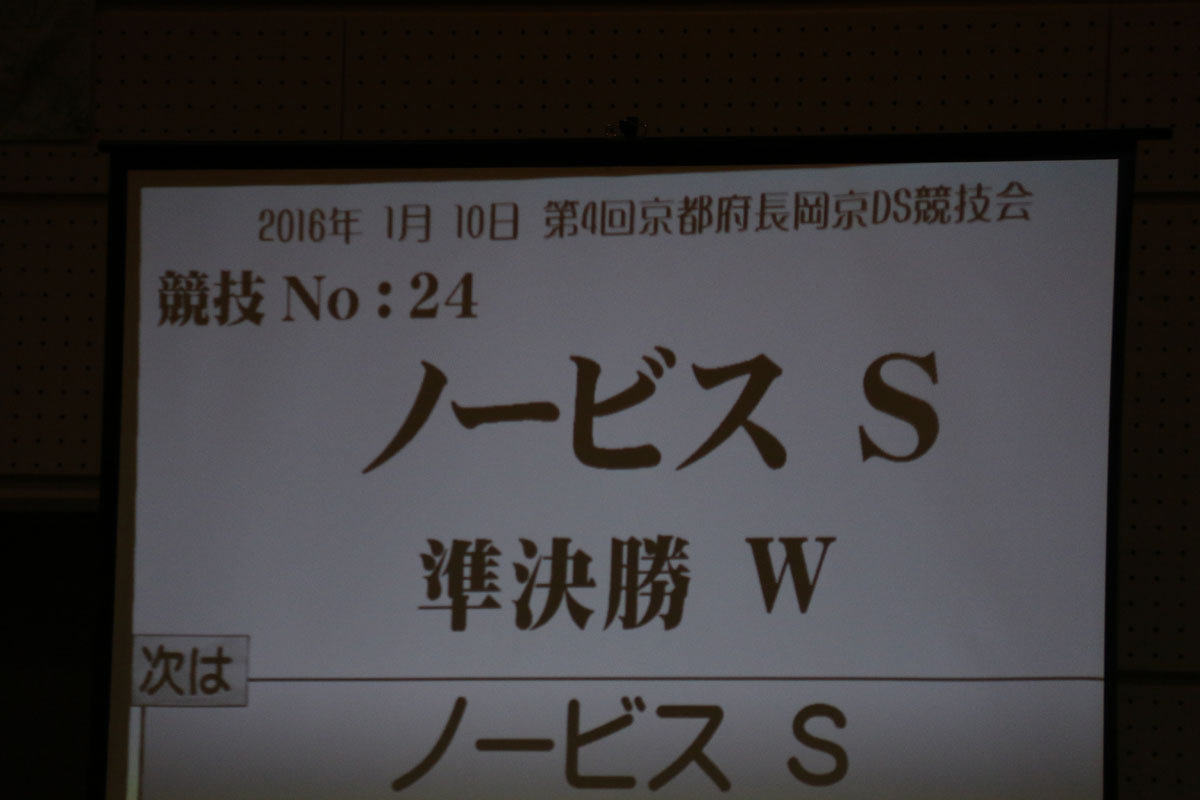 2016年 1月 10日 第4回京都府長岡京DS競技会
競技 No：24
ノービス S
準決勝 W
次は
ノービス S